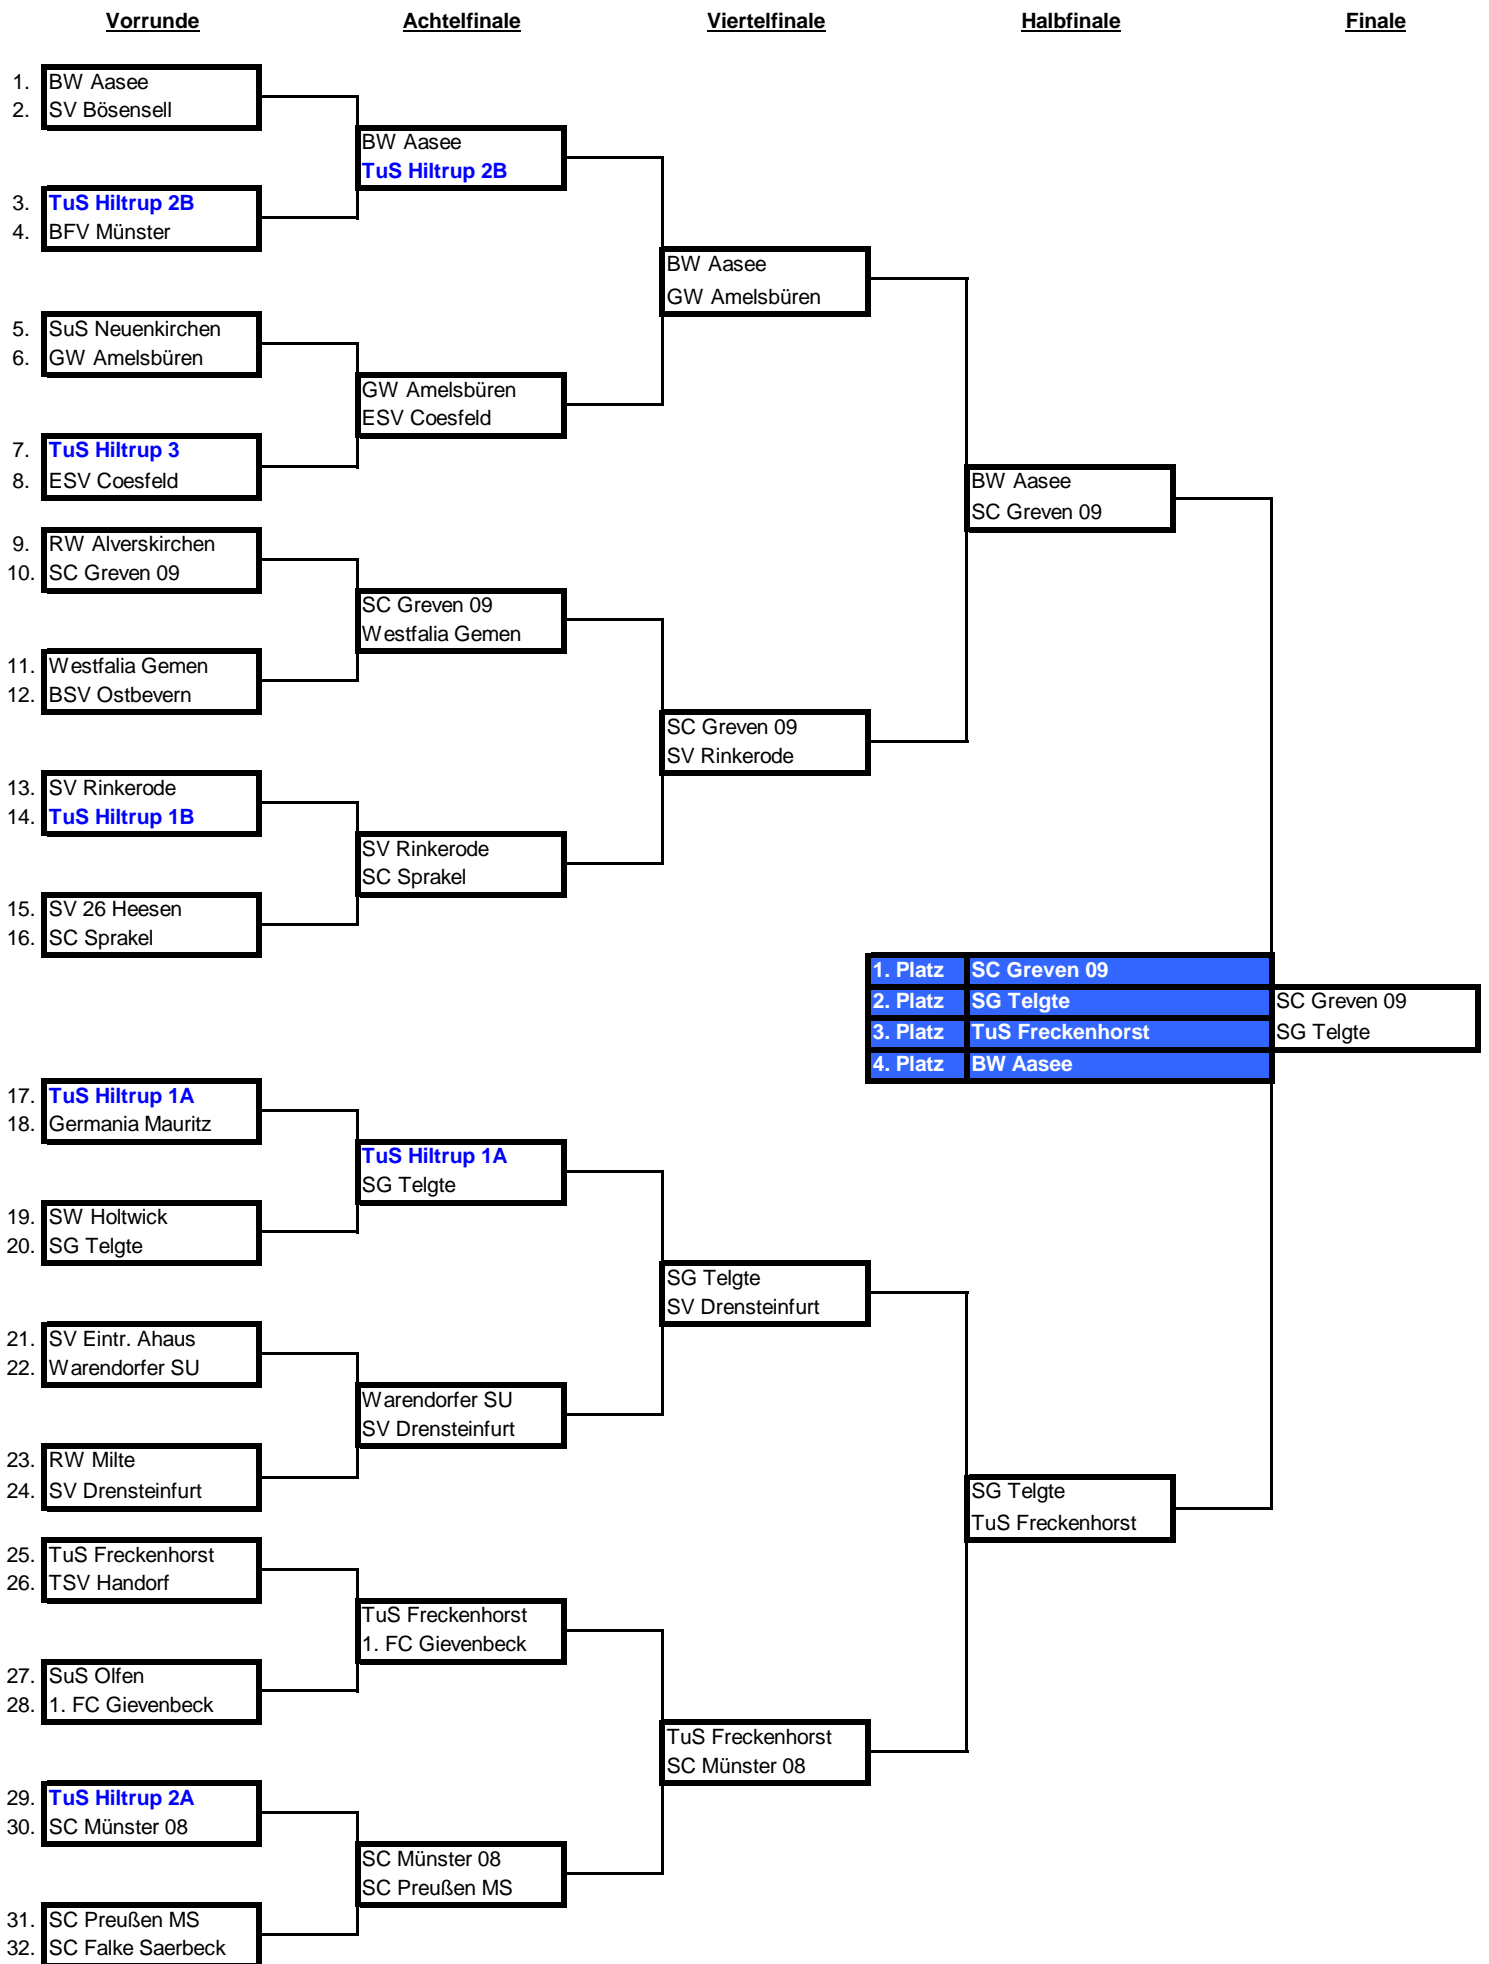 Vorrunde Achtelfinale Viertelfinale Halbfinale Finale
1. BW Aasee
2. SV Bösensell
BW Aasee
TuS Hiltrup 2B
3. TuS Hiltrup 2B
4. BFV Münster
BW Aasee
GW Amelsbüren
5. SuS Neuenkirchen
6. GW Amelsbüren
GW Amelsbüren
ESV Coesfeld
7. TuS Hiltrup 3
8. ESV Coesfeld
BW Aasee
SC Greven 09
9. RW Alverskirchen
10. SC Greven 09
SC Greven 09
Westfalia Gemen
11. Westfalia Gemen
12. BSV Ostbevern
SC Greven 09
SV Rinkerode
13. SV Rinkerode
14. TuS Hiltrup 1B
SV Rinkerode
SC Sprakel
15. SV 26 Heesen
16. SC Sprakel
1. Platz SC Greven 09
2. Platz SG Telgte
3. Platz TuS Freckenhorst
4. Platz BW Aasee
SC Greven 09
SG Telgte
17. TuS Hiltrup 1A
18. Germania Mauritz
TuS Hiltrup 1A
SG Telgte
19. SW Holtwick
20. SG Telgte
SG Telgte
SV Drensteinfurt
21. SV Eintr. Ahaus
22. Warendorfer SU
Warendorfer SU
SV Drensteinfurt
23. RW Milte
24. SV Drensteinfurt
SG Telgte
TuS Freckenhorst
25. TuS Freckenhorst
26. TSV Handorf
TuS Freckenhorst
1. FC Gievenbeck
27. SuS Olfen
28. 1. FC Gievenbeck
TuS Freckenhorst
SC Münster 08
29. TuS Hiltrup 2A
30. SC Münster 08
SC Münster 08
SC Preußen MS
31. SC Preußen MS
32. SC Falke Saerbeck